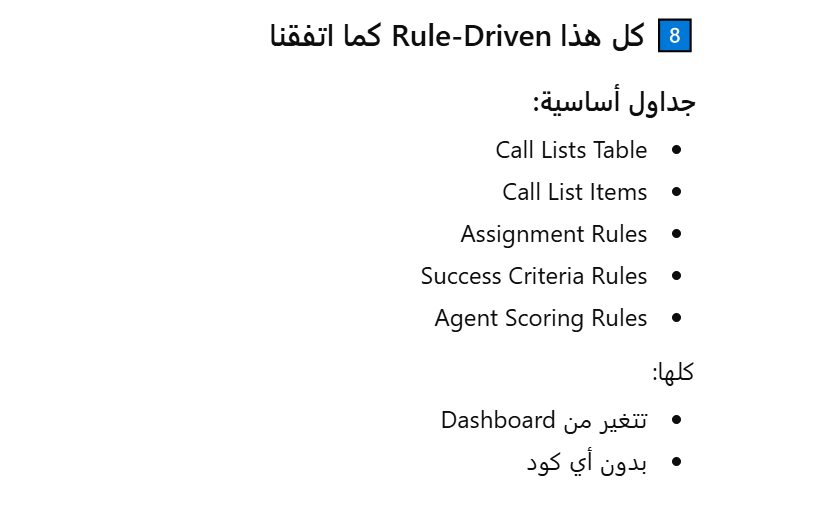 8 كل هذا Rule-Driven كما اتفقنا
جداول أساسية:
• Call Lists Table
• Call List Items
• Assignment Rules
• Success Criteria Rules
• Agent Scoring Rules
كلها:
• تتغير من Dashboard
• بدون أي كود